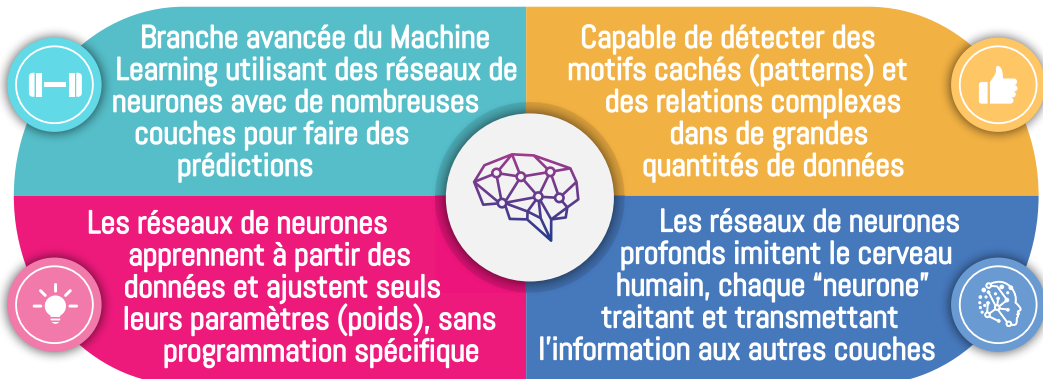 Branche avancée du Machine
Learning utilisant des réseaux de
neurones avec de nombreuses
couches pour faire des
prédictions
Capable de détecter des
motifs cachés (patterns) et
des relations complexes
dans de grandes
quantités de données
Les réseaux de neurones
apprennent à partir des
données et ajustent seuls
leurs paramètres (poids), sans
programmation spécifique
Les réseaux de neurones
profonds imitent le cerveau
humain, chaque “neurone”
traitant et transmettant
l’information aux autres couches